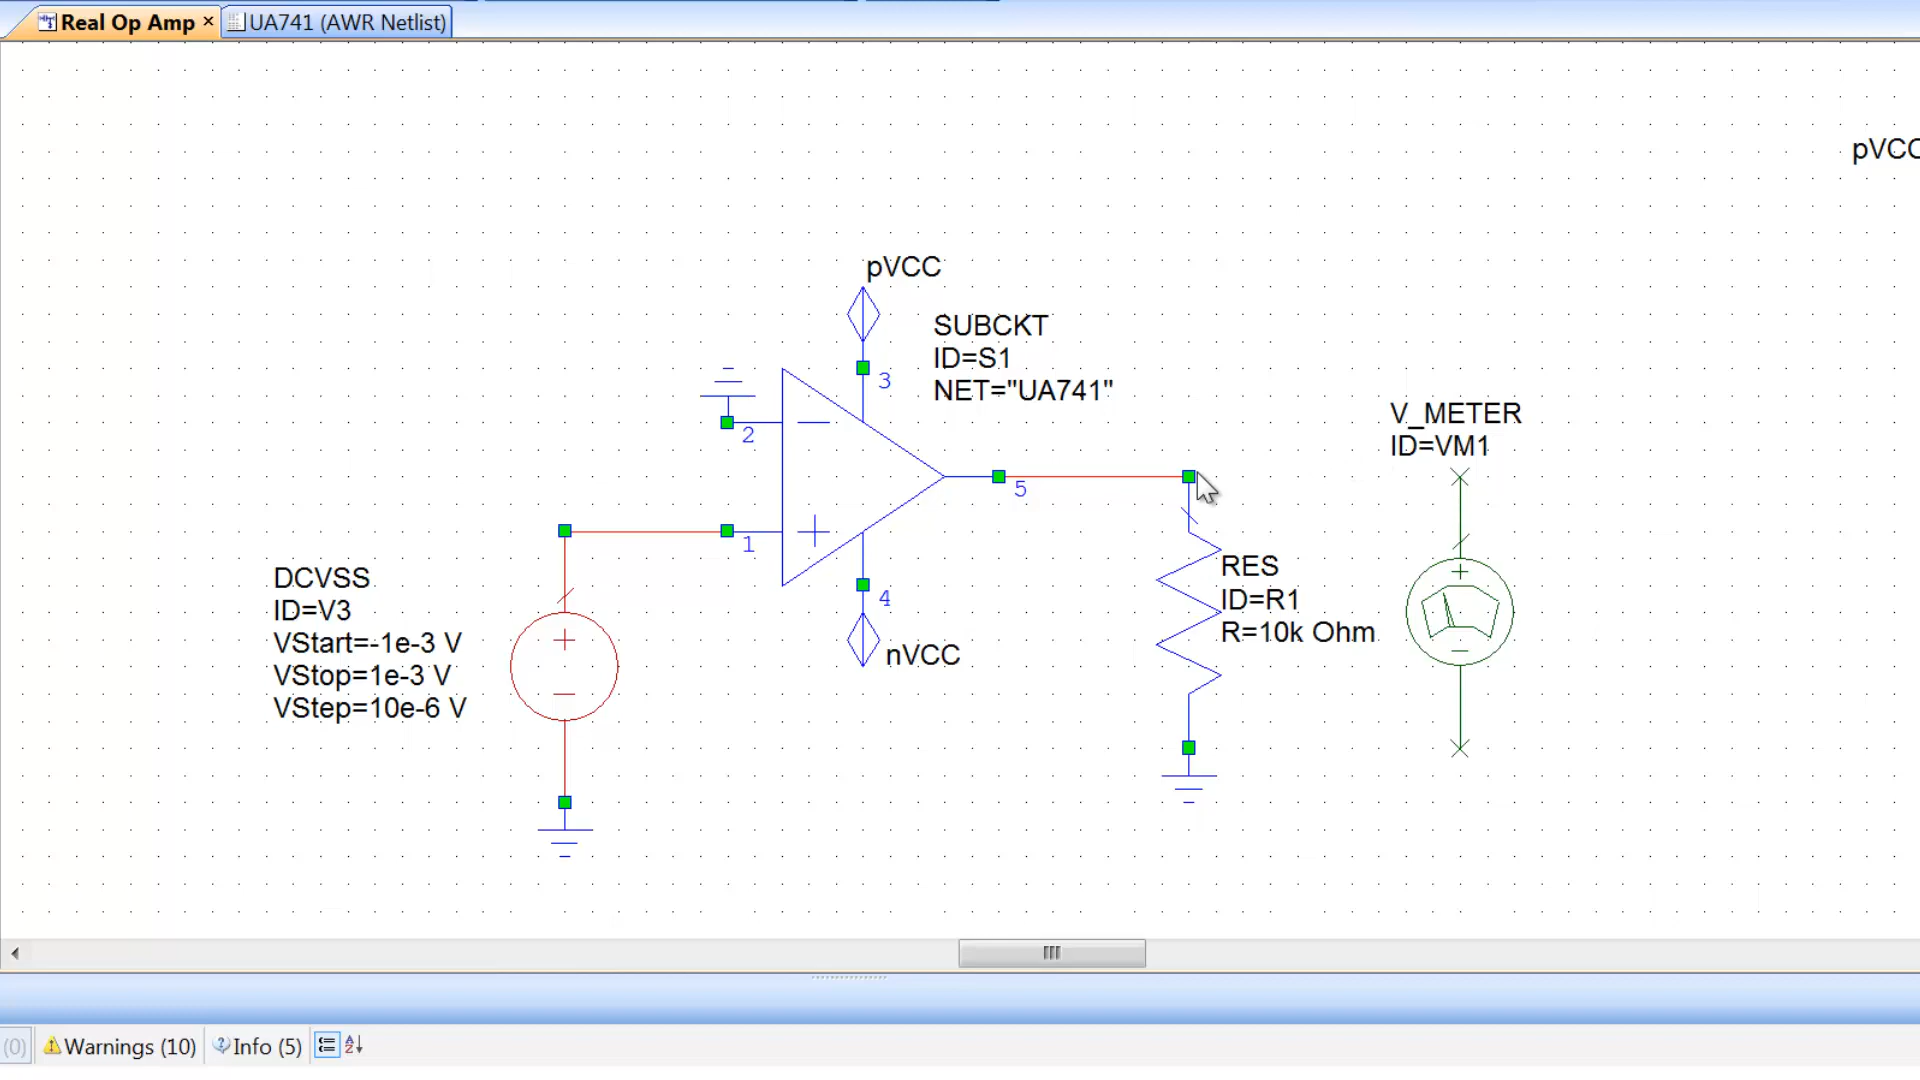 Real Op Amp
UA741 (AWR Netlist)
pVCC
pVCC
SUBCKT
ID=S1
NET="UA741"
3
2
5
1
4
nVCC
DCVSS
ID=V3
VStart=-1e-3 V
VStop=1e-3 V
VStep=10e-6 V
RES
ID=R1
R=10k Ohm
V_METER
ID=VM1
(0)
Warnings (10)
Info (5)